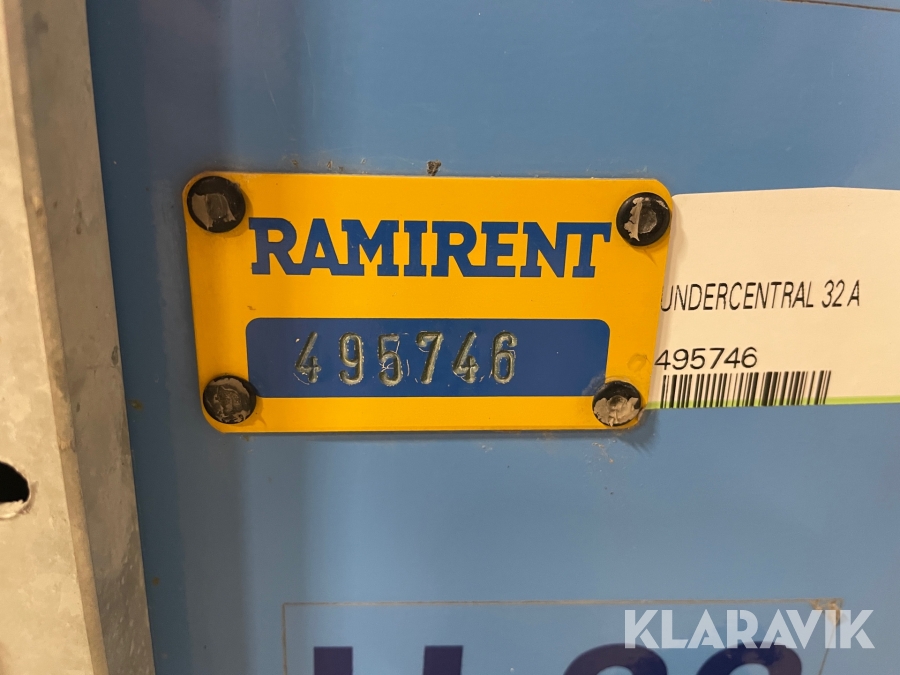 RAMIRENT
495746
UNDERCENTRAL 32 A
495746
KLARAVIK